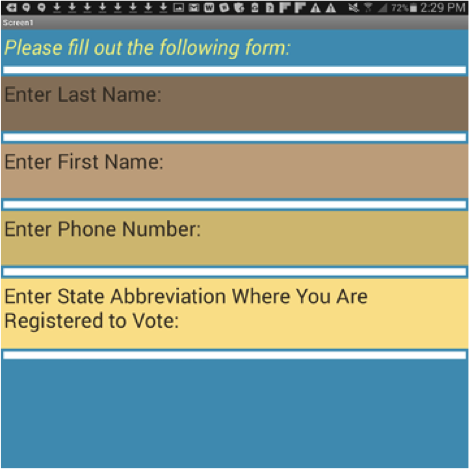 72% 2:29 PM
Screen1
Please fill out the following form:
Enter Last Name:
Enter First Name:
Enter Phone Number:
Enter State Abbreviation Where You Are
Registered to Vote: